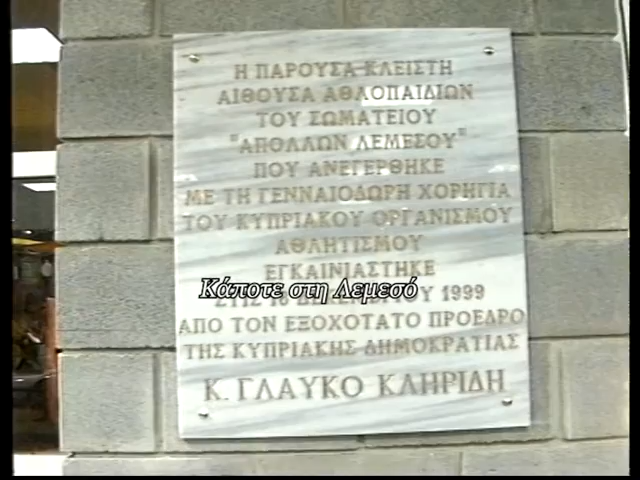 Η ΠΑΡΟΥΣΑ ΚΛΕΙΣΤΗ
ΑΙΘΟΥΣΑ ΑΘΛΟΠΑΙΔΙΩΝ
ΤΟΥ ΣΩΜΑΤΕΙΟΥ
"ΑΠΟΛΛΩΝ ΛΕΜΕΣΟΥ"
ΠΟΥ ΑΝΕΓΕΡΘΗΚΕ
ΜΕ ΤΗ ΓΕΝΝΑΙΟΔΩΡΗ ΧΟΡΗΓΙΑ
ΤΟΥ ΚΥΠΡΙΑΚΟΥ ΟΡΓΑΝΙΣΜΟΥ
ΑΘΛΗΤΙΣΜΟΥ
ΕΓΚΑΙΝΙΑΣΤΗΚΕ
Κάποτε στη Λεμεσό
ΣΤΙΣ 1999
ΑΠΟ ΤΟΝ ΕΞΟΧΟΤΑΤΟ ΠΡΟΕΔΡΟ
ΤΗΣ ΚΥΠΡΙΑΚΗΣ ΔΗΜΟΚΡΑΤΙΑΣ
Κ. ΓΛΑΥΚΟ ΚΛΗΡΙΔΗ